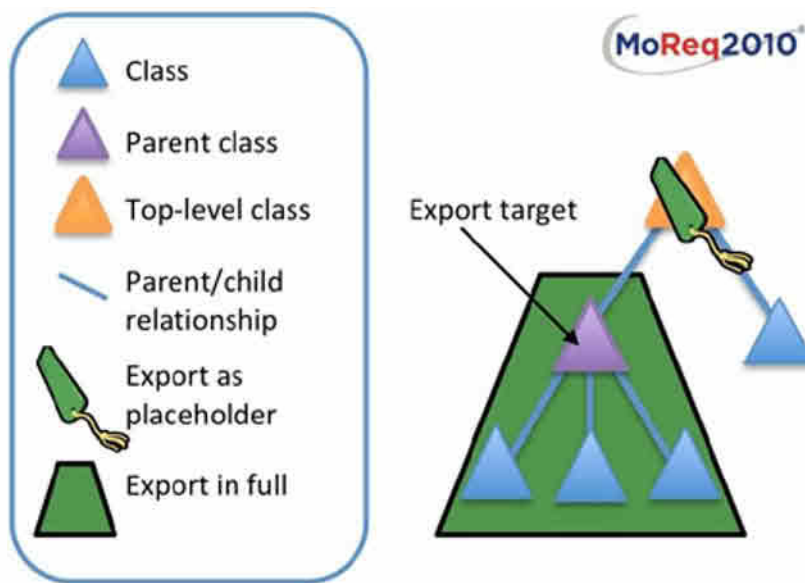 MoReq2010®
Class
Parent class
Top-level class
Parent/child
relationship
Export as
placeholder
Export in full
Export target